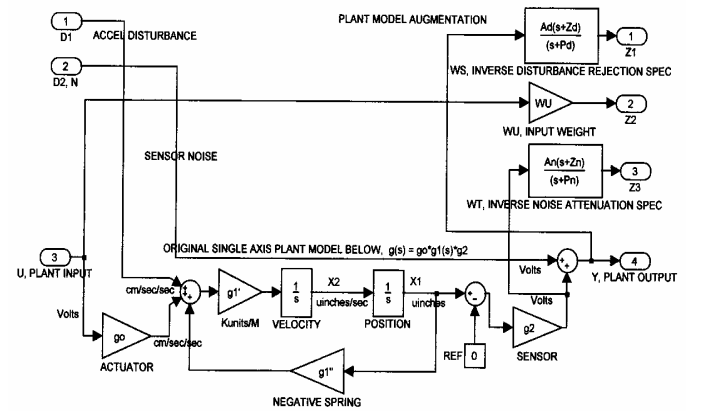 1
D1
ACCEL DISTURBANCE
PLANT MODEL AUGMENTATION
Ad(s+Zd)
(s+Pd)
1
Z1
WS, INVERSE DISTURBANCE REJECTION SPEC
2
D2, N
WU
2
Z2
WU, INPUT WEIGHT
SENSOR NOISE
An(s+Zn)
(s+Pn)
3
Z3
WT, INVERSE NOISE ATTENUATION SPEC
ORIGINAL SINGLE AXIS PLANT MODEL BELOW, g(s) = go*g1(s)*g2
3
U, PLANT INPUT
Volts
4
Y, PLANT OUTPUT
cm/sec/sec
g1'
Kunits/M
1
s
VELOCITY
X2
uinches/sec
1
s
POSITION
X1
uinches
Volts
Volts
go
ACTUATOR
cm/sec/sec
REF
0
g2
SENSOR
g1"
NEGATIVE SPRING